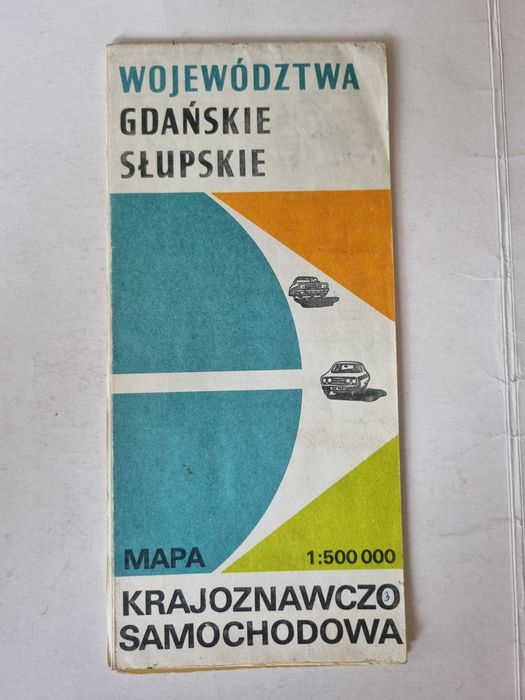 WOJEWÓDZTWA
GDAŃSKIE
SŁUPSKIE
MAPA 1:500 000
KRAJOZNAWCZO
SAMOCHODOWA